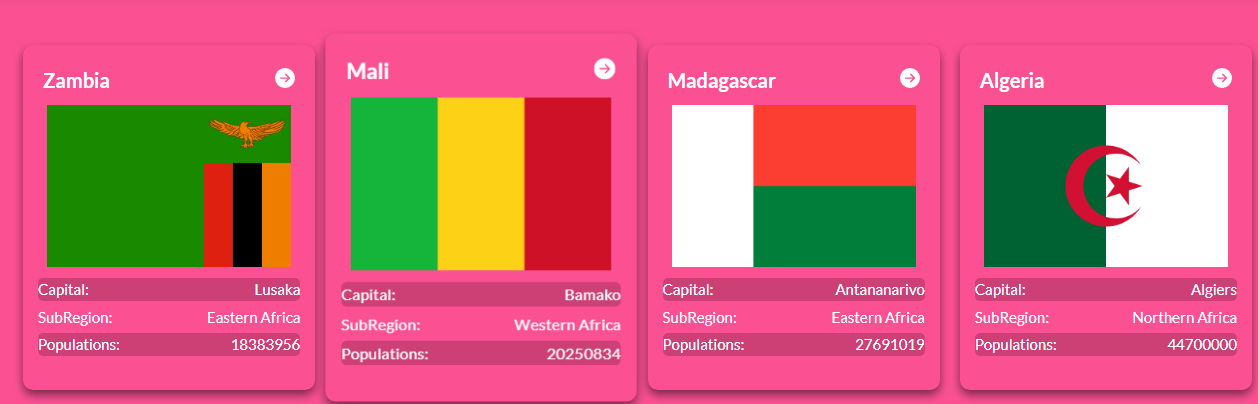 Zambia
Capital: Lusaka
SubRegion: Eastern Africa
Populations: 18383956
Mali
Capital: Bamako
SubRegion: Western Africa
Populations: 20250834
Madagascar
Capital: Antananarivo
SubRegion: Eastern Africa
Populations: 27691019
Algeria
Capital: Algiers
SubRegion: Northern Africa
Populations: 44700000